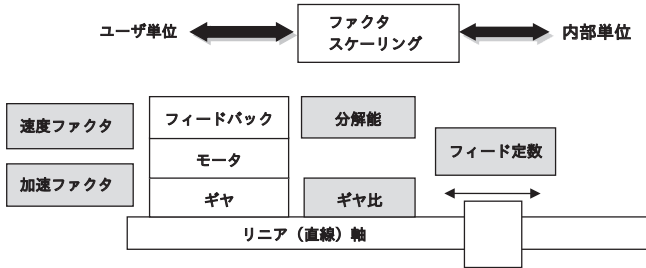 ユーザ単位
ファクタ
スケーリング
内部単位
速度ファクタ
フィードバック
分解能
モータ
フィード定数
加速ファクタ
ギヤ
ギヤ比
リニア（直線）軸